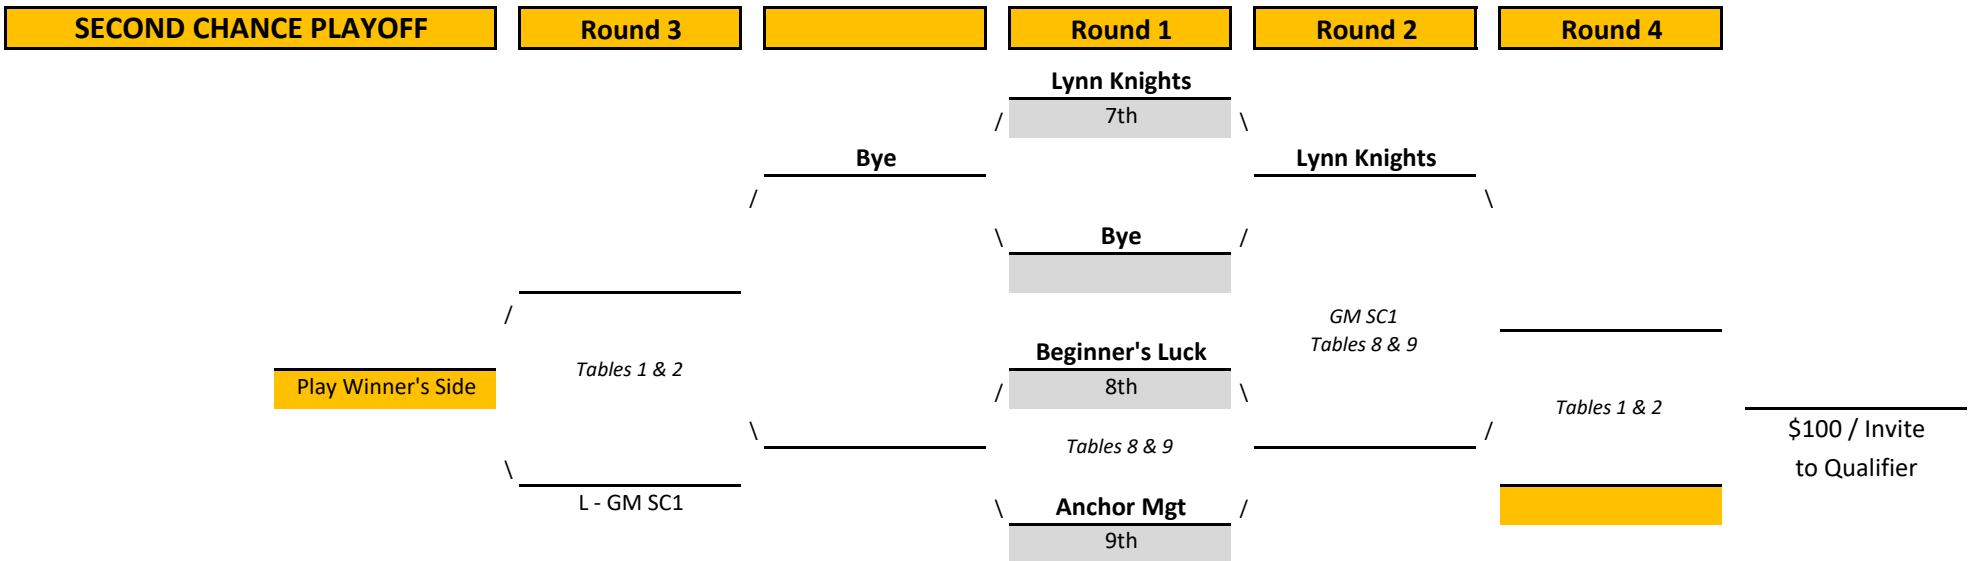 SECOND CHANCE PLAYOFF
Round 3
Round 1
Round 2
Round 4
Lynn Knights
/ 7th \
Bye
Lynn Knights
/ \
\ Bye /
/
GM SC1
Tables 8 & 9
Beginner's Luck
Tables 1 & 2
Play Winner's Side
/ 8th \
Tables 1 & 2
\ Tables 8 & 9 /
$100 / Invite
to Qualifier
\
L - GM SC1
\ Anchor Mgt /
9th